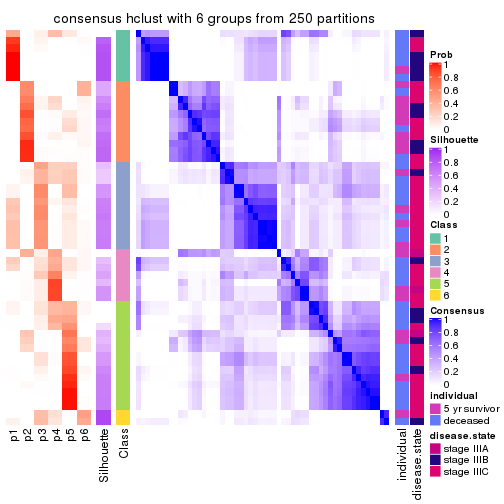 consensus hclust with 6 groups from 250 partitions
Prob
1
0.8
0.6
0.4
0.2
0
Silhouette
0.8
0.6
0.4
0.2
0
Class
1
2
3
4
5
6
Consensus
1
0.8
0.6
0.4
0.2
0
individual
5 yr survivor
deceased
disease.state
stage IIIA
stage IIIB
stage IIIC
p1
p2
p3
p4
p5
p6
Silhouette
Class
individual
disease.state